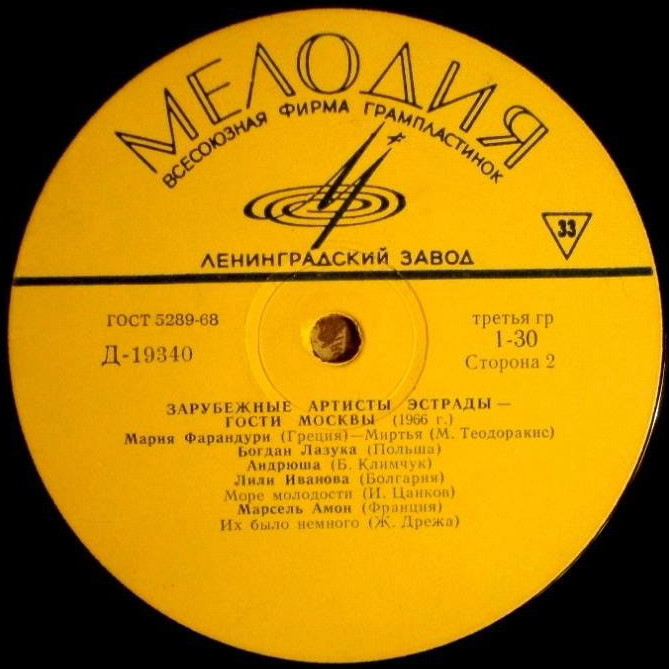 МЕЛОДИЯ
ВСЕСОЮЗНАЯ ФИРМА ГРАМПЛАСТИНОК
33
ЛЕНИНГРАДСКИЙ ЗАВОД
ГОСТ 5289-68
третья гр
Д-19340
1-30
Сторона 2
ЗАРУБЕЖНЫЕ АРТИСТЫ ЭСТРАДЫ—
ГОСТИ МОСКВЫ (1966 г.)
Мария Фарандури (Греция)—Миртья (М. Теодоракис)
Богдан Лазука (Польша)
Андрюша (Б. Климчук)
Лили Иванова (Болгария)
Море молодости (И. Цанков)
Марсель Амон (Франция)
Их было немного (Ж. Дрежа)